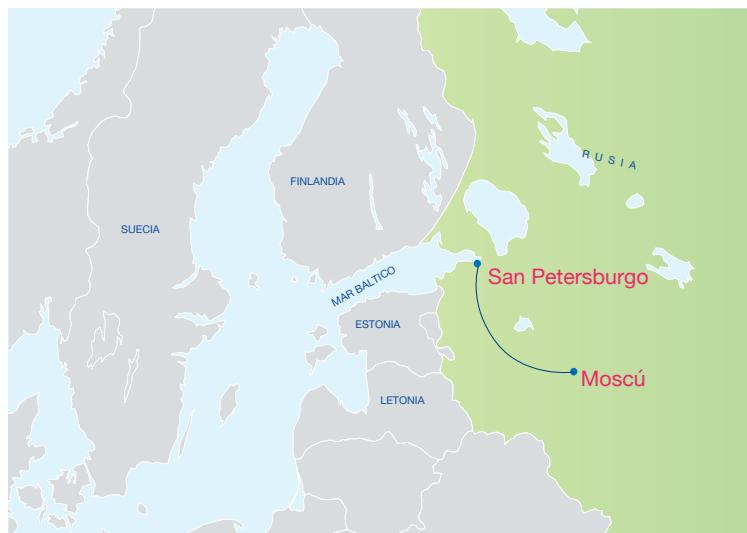 RUSIA
FINLANDIA
SUECIA
MAR BALTICO
San Petersburgo
ESTONIA
Moscú
LETONIA